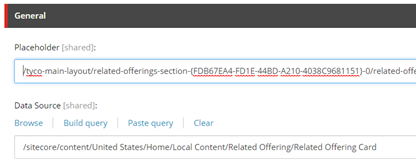 General
Placeholder [shared]:
/tyco-main-layout/related-offerings-section-{FDB67EA4-FD1E-44BD-A210-4038C9681151}-0/related-offe
Data Source [shared]:
Browse Build query Paste query Clear
/sitecore/content/United States/Home/Local Content/Related Offering/Related Offering Card